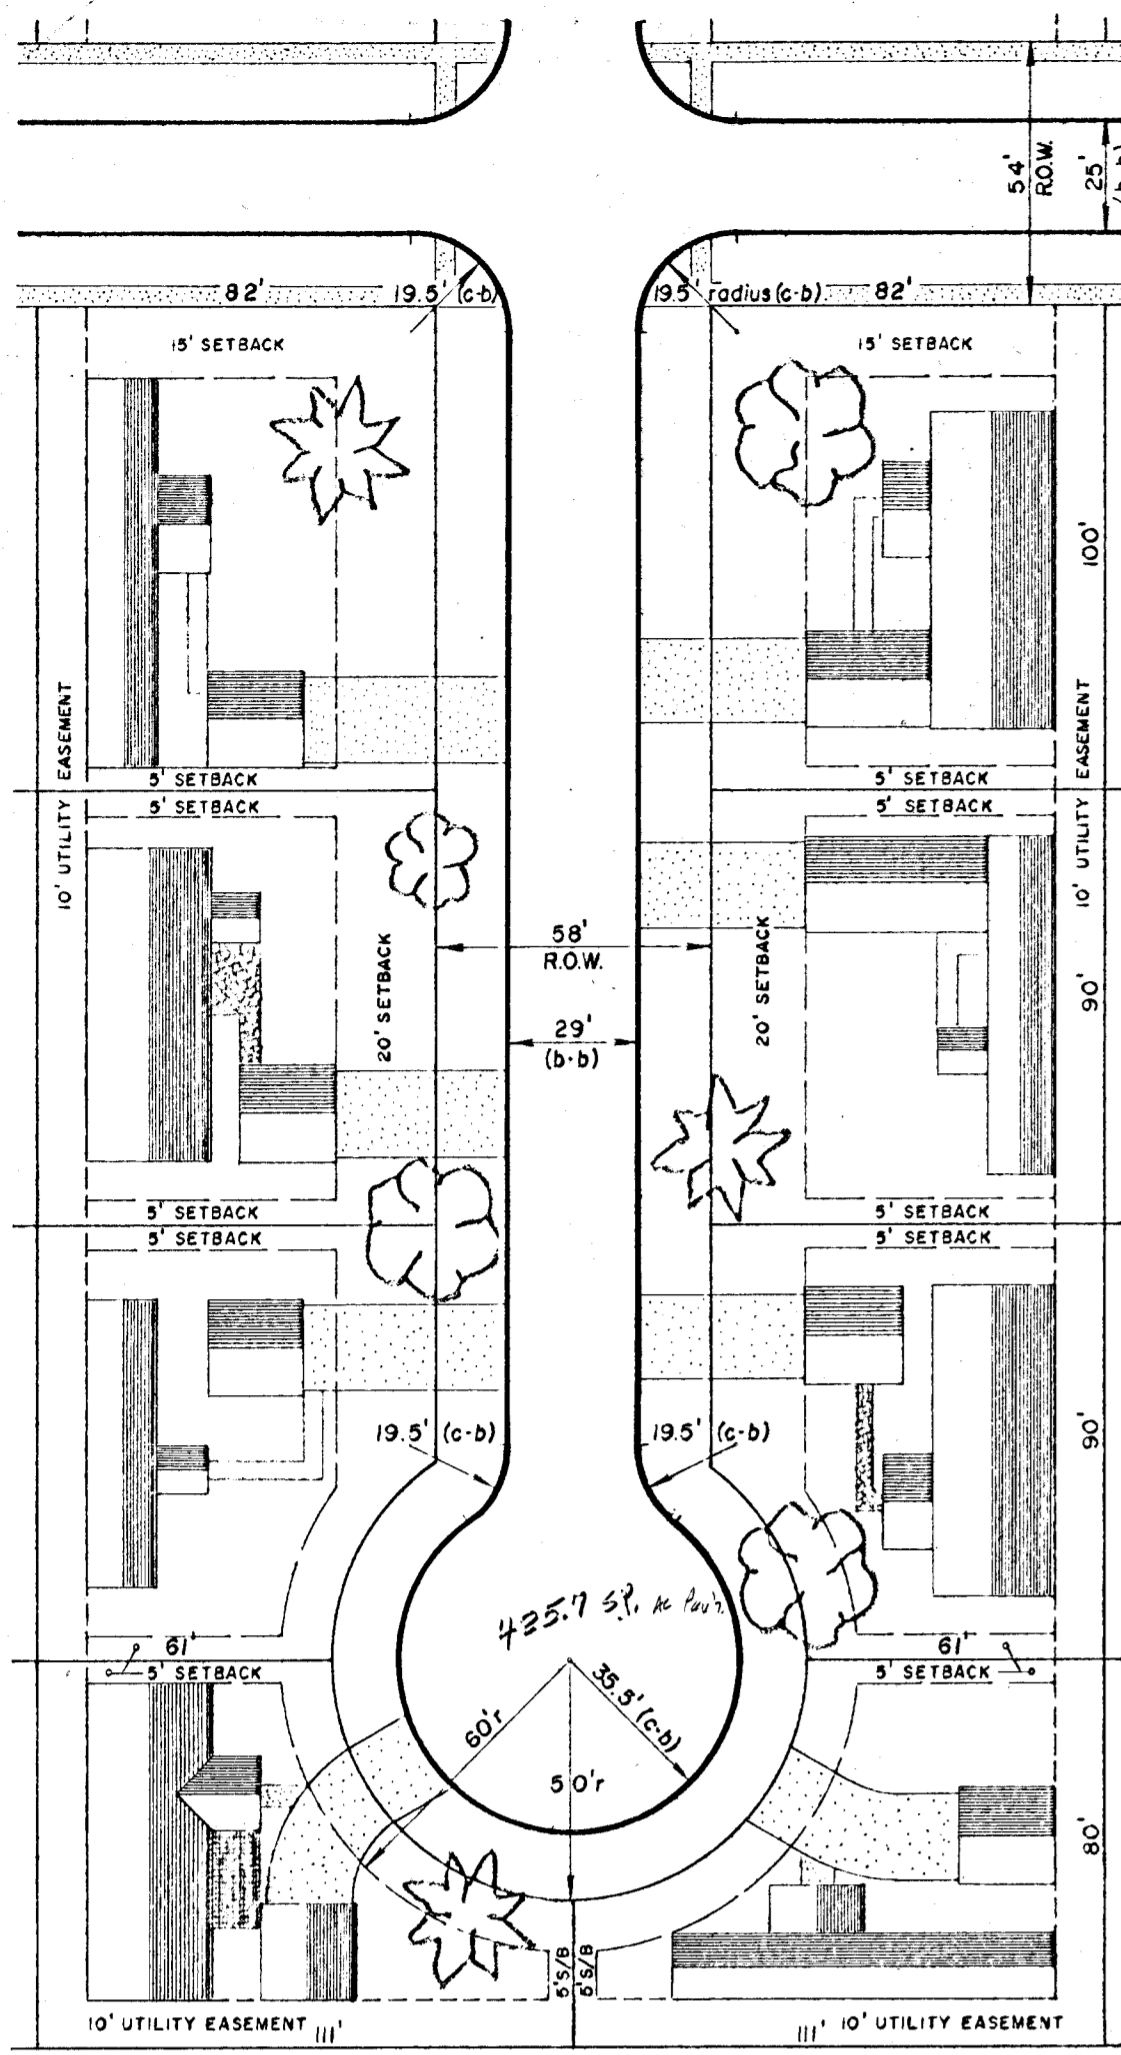 54'
R.O.W.
25'
82'
19.5' (c-b)
19.5' radius (c-b)
82'
15' SETBACK
15' SETBACK
100'
10' UTILITY EASEMENT
10' UTILITY EASEMENT
5' SETBACK
5' SETBACK
5' SETBACK
5' SETBACK
58'
R.O.W.
20' SETBACK
20' SETBACK
90'
29'
(b-b)
5' SETBACK
5' SETBACK
5' SETBACK
5' SETBACK
19.5' (c-b)
19.5' (c-b)
90'
425.7 S.Y. AC
61'
61'
5' SETBACK
5' SETBACK
35.5' (c-b)
60'r
50'r
80'
5' S/B
5' S/B
10' UTILITY EASEMENT
111'
111'
10' UTILITY EASEMENT